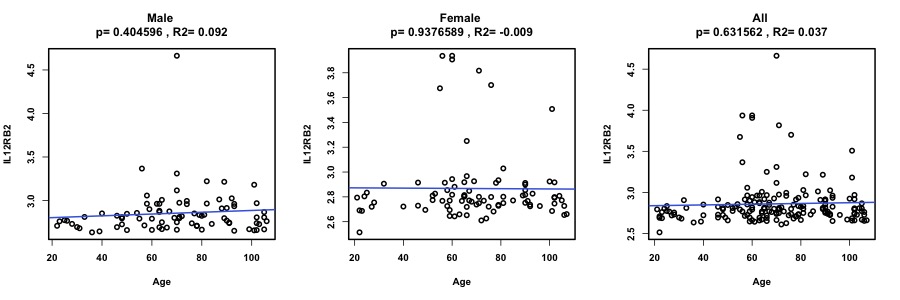 Male
p= 0.404596 , R2= 0.092
IL12RB2
4.5
4.0
3.5
3.0
20 40 60 80 100
Age
Female
p= 0.9376589 , R2= -0.009
IL12RB2
3.8
3.6
3.4
3.2
3.0
2.8
2.6
20 40 60 80 100
Age
All
p= 0.631562 , R2= 0.037
IL12RB2
4.5
4.0
3.5
3.0
2.5
20 40 60 80 100
Age